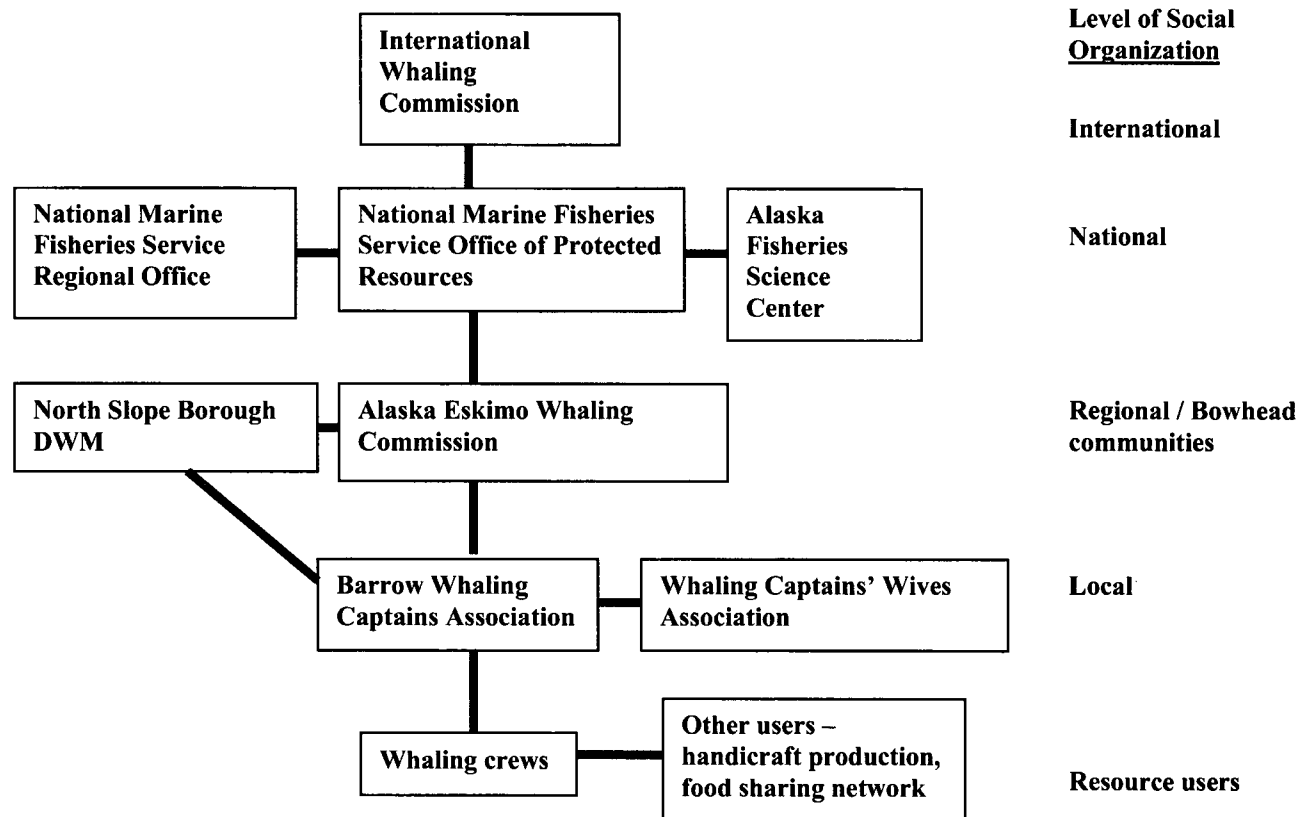 International
Whaling
Commission
Level of Social
Organization
International
National Marine
Fisheries Service
Regional Office
National Marine Fisheries
Service Office of Protected
Resources
Alaska
Fisheries
Science
Center
National
North Slope Borough
DWM
Alaska Eskimo Whaling
Commission
Regional / Bowhead
communities
Barrow Whaling
Captains Association
Whaling Captains’ Wives
Association
Local
Whaling crews
Other users –
handicraft production,
food sharing network
Resource users